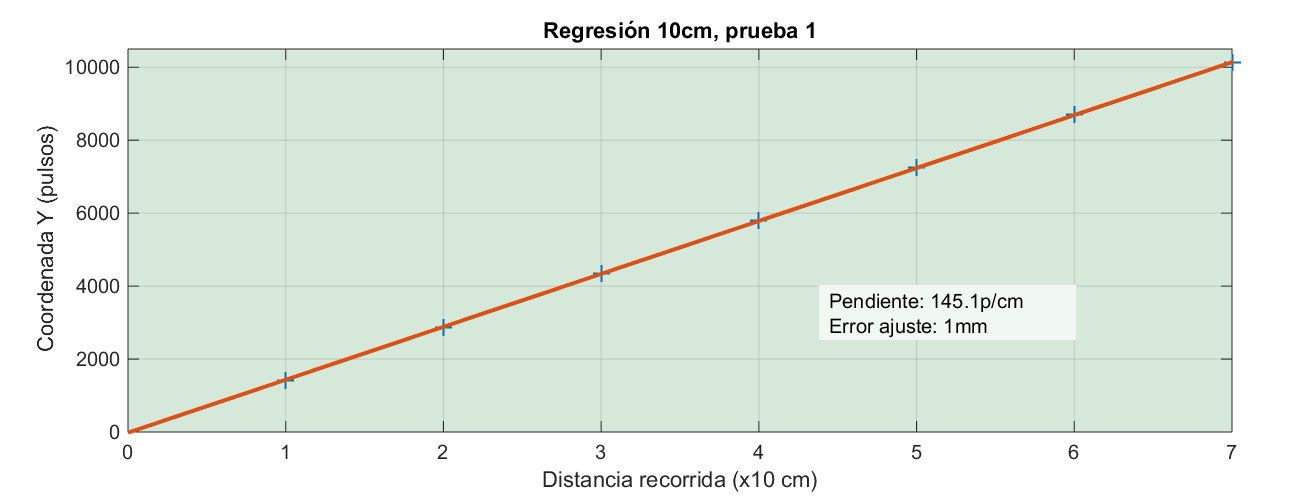 Regresión 10cm, prueba 1
Coordenada Y (pulsos)
10000
8000
6000
4000
2000
0
Pendiente: 145.1p/cm
Error ajuste: 1mm
0 1 2 3 4 5 6 7
Distancia recorrida (x10 cm)